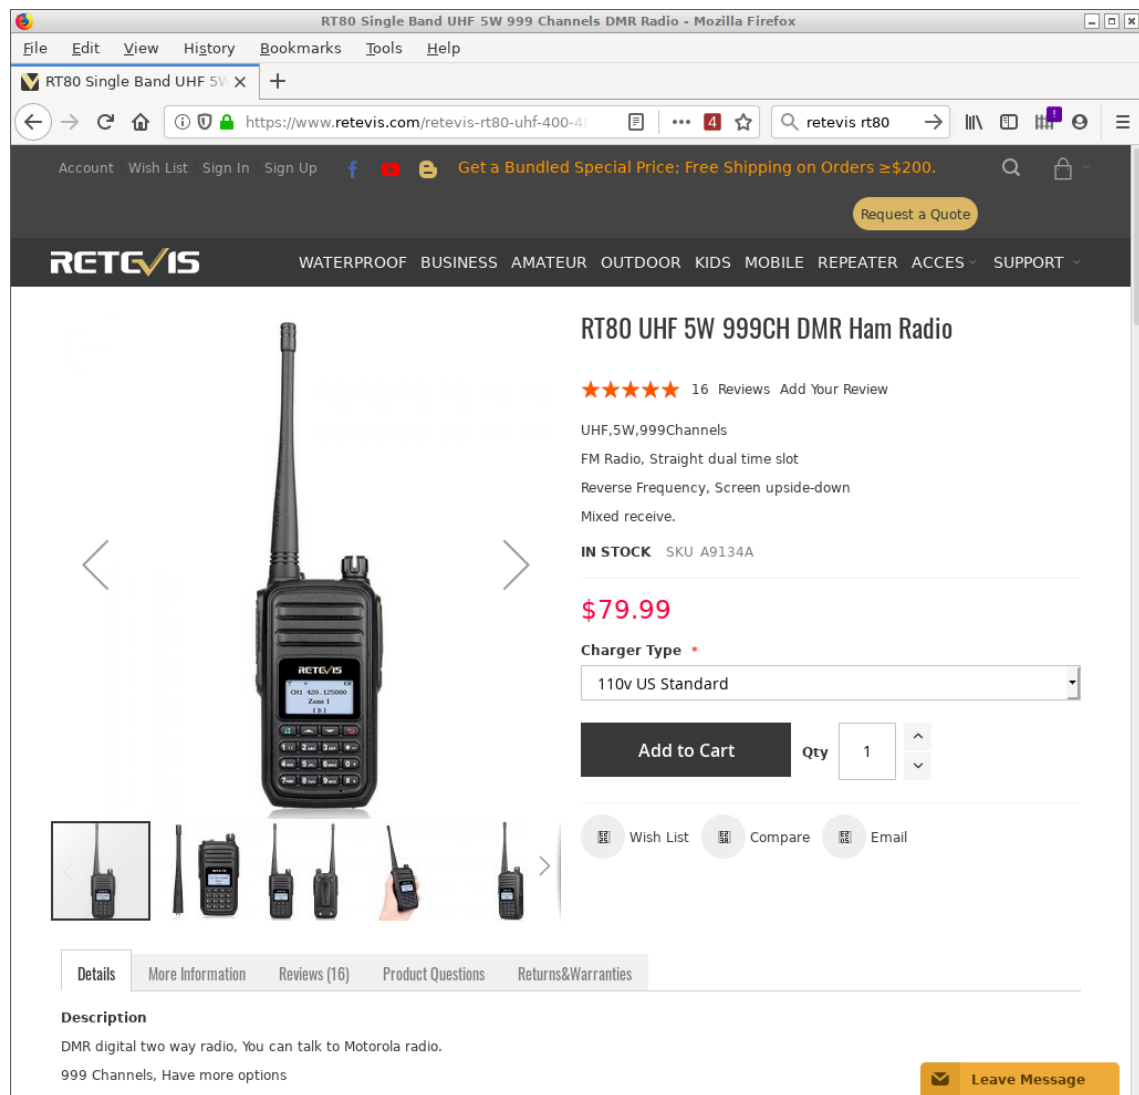 RT80 Single Band UHF 5W 999 Channels DMR Radio - Mozilla Firefox
File Edit View History Bookmarks Tools Help
RT80 Single Band UHF 5W
https://www.retevis.com/retevis-rt80-uhf-400-4 4 retevis rt80
Account Wish List Sign In Sign Up Get a Bundled Special Price; Free Shipping on Orders ≥$200.
Request a Quote
RETEVIS WATERPROOF BUSINESS AMATEUR OUTDOOR KIDS MOBILE REPEATER ACCES SUPPORT
RT80 UHF 5W 999CH DMR Ham Radio
16 Reviews Add Your Review
UHF,5W,999Channels
FM Radio, Straight dual time slot
Reverse Frequency, Screen upside-down
Mixed receive.
IN STOCK SKU A9134A
$79.99
Charger Type *
110v US Standard
Add to Cart Qty 1
Wish List Compare Email
RETEVIS
CH1 420.125000
Zone 1
[D]
Details More Information Reviews (16) Product Questions Returns&Warranties
Description
DMR digital two way radio, You can talk to Motorola radio.
999 Channels, Have more options
Leave Message